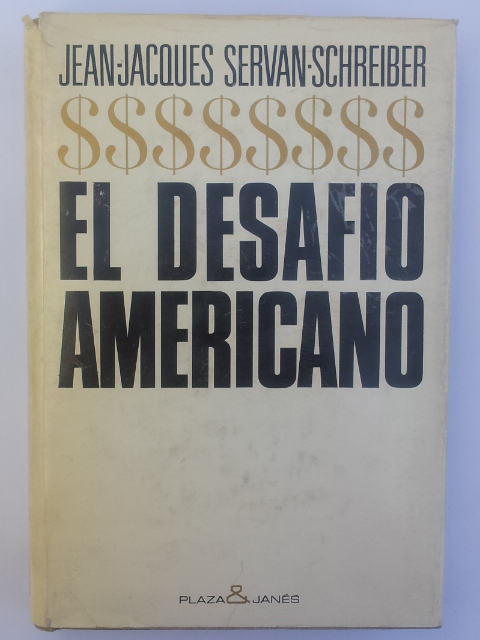 JEAN-JACQUES SERVAN-SCHREIBER
$$$$$$$$
EL DESAFIO
AMERICANO
PLAZA & JANÉS